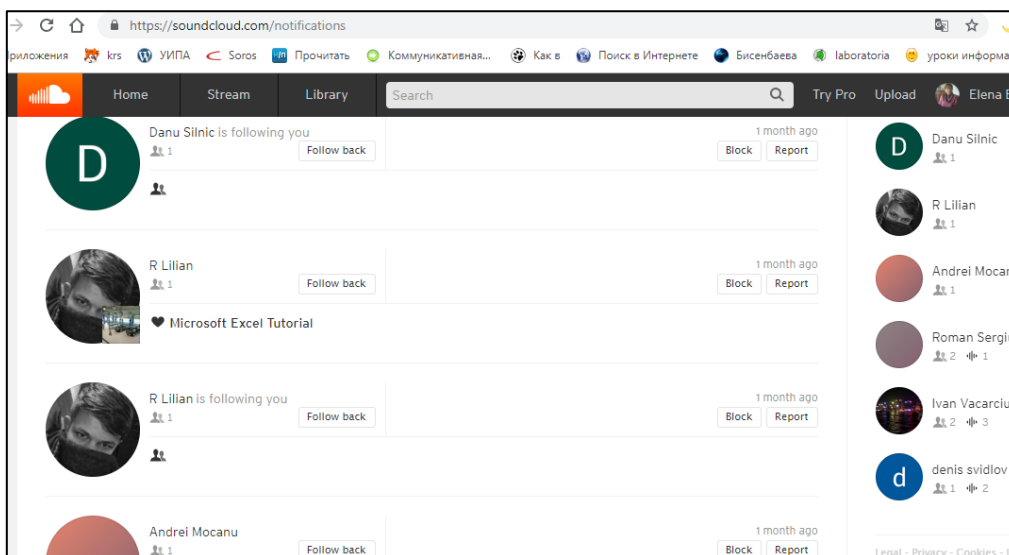 https://soundcloud.com/notifications
Приложения krs УИПА Soros Прочитать Коммуникативная... Как в Поиск в Интернете Бисенбаева laboratoria уроки информа
Home Stream Library Search Try Pro Upload Elena E
Danu Silnic is following you 1 month ago
1 Follow back Block Report
R Lilian 1 month ago
1 Follow back Block Report
Microsoft Excel Tutorial
R Lilian is following you 1 month ago
1 Follow back Block Report
Andrei Mocanu 1 month ago
1 Follow back Block Report
D
D
Danu Silnic
1
R Lilian
1
Andrei Mocan
1
Roman Sergiu
2 1
Ivan Vacarciu
2 3
d
denis svidlov
1 2
Legal - Privacy - Cookies -